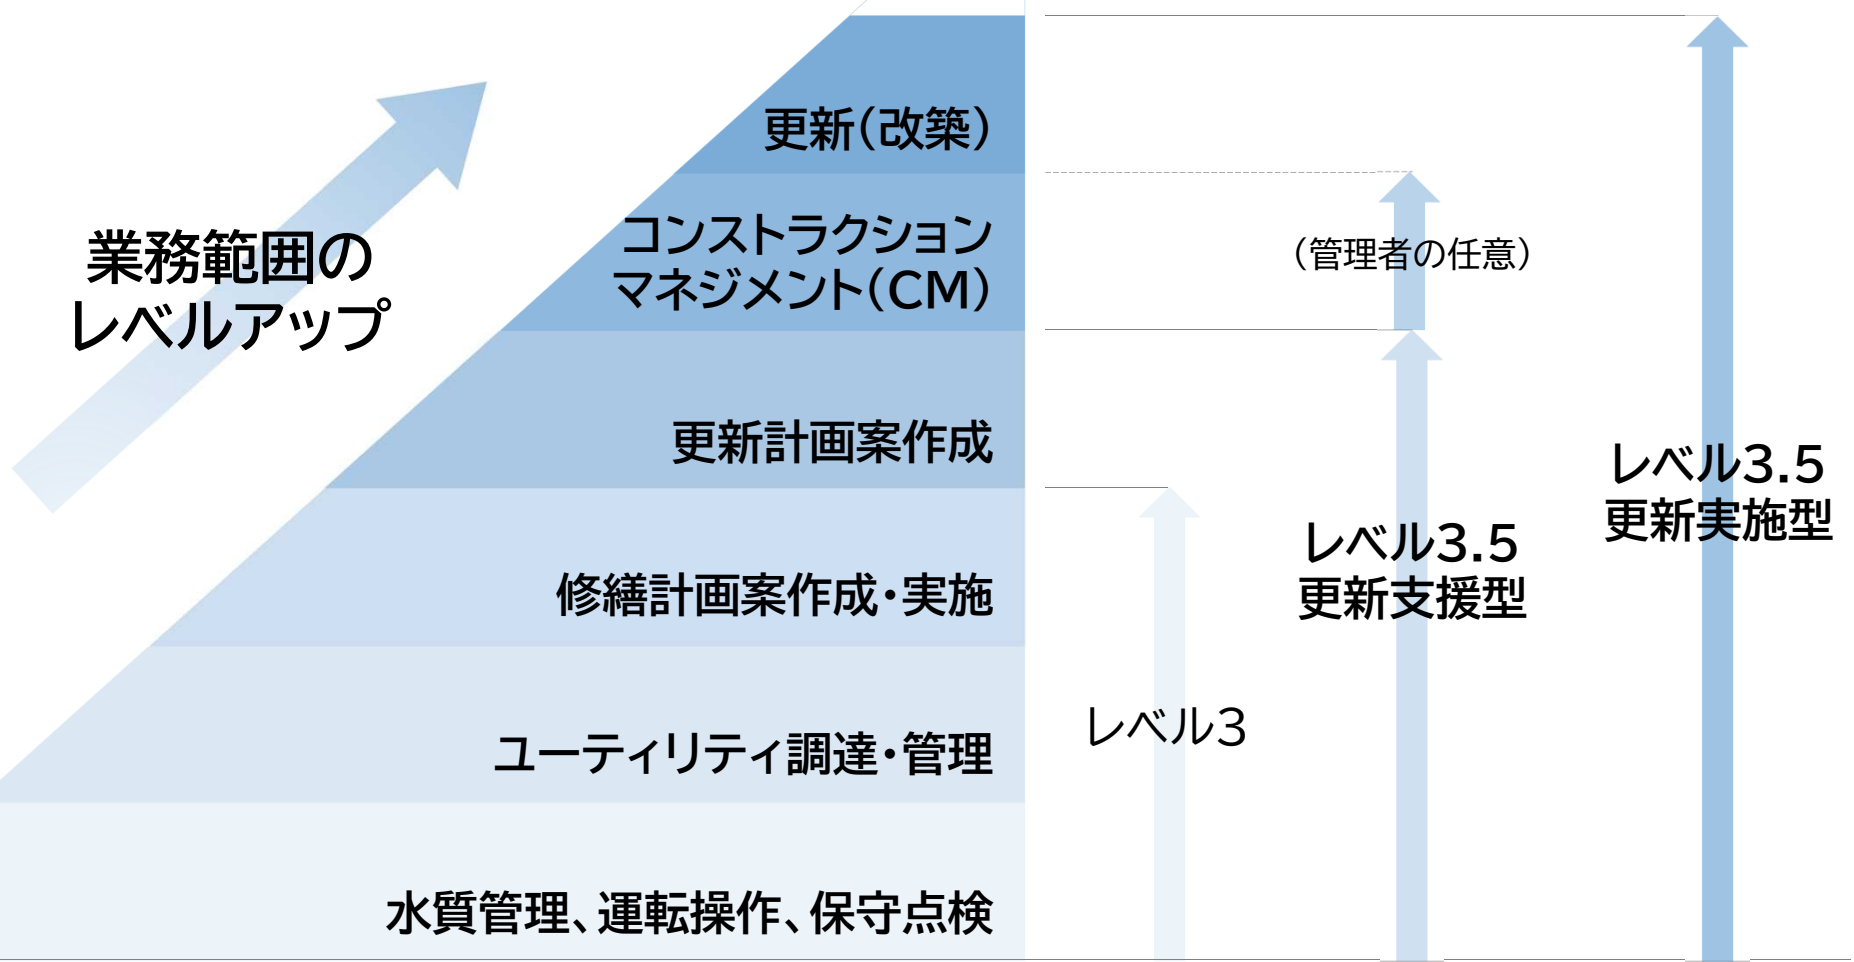 業務範囲の
レベルアップ
更新(改築)
コンストラクション
マネジメント(CM)
更新計画案作成
修繕計画案作成・実施
ユーティリティ調達・管理
水質管理、運転操作、保守点検
レベル3
(管理者の任意)
レベル3.5
更新支援型
レベル3.5
更新実施型